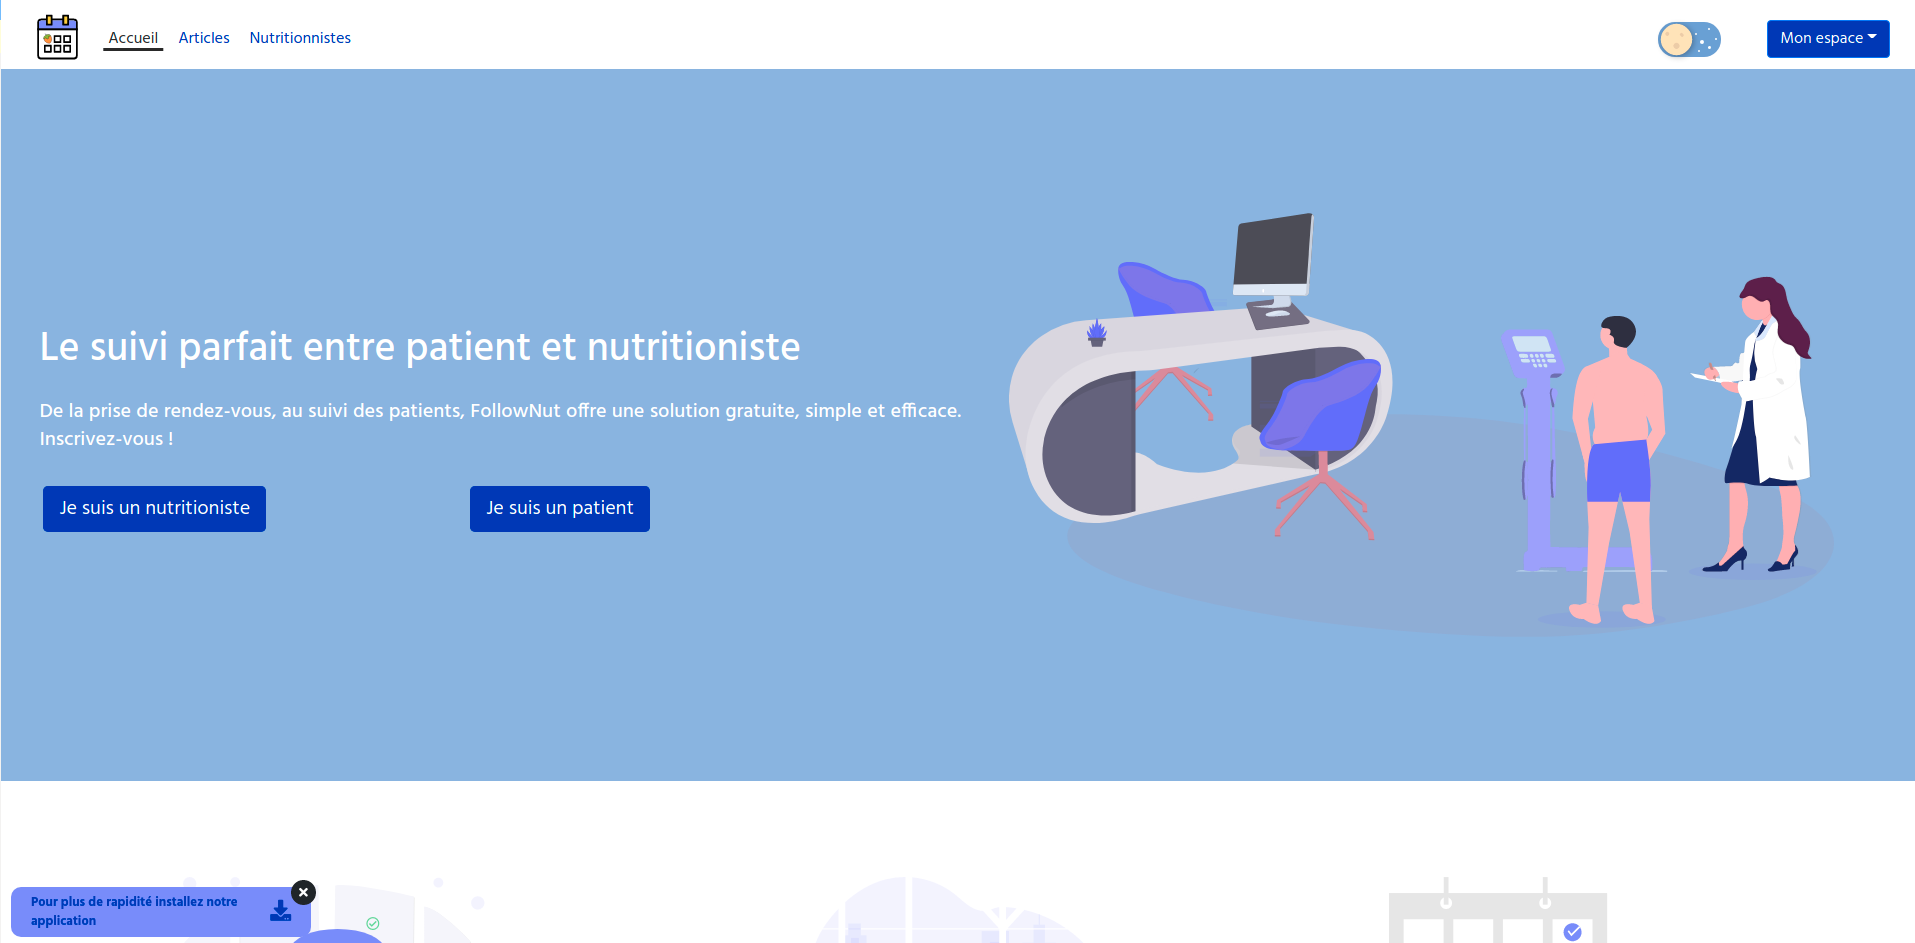 Accueil Articles Nutritionnistes Mon espace
Le suivi parfait entre patient et nutritioniste
De la prise de rendez-vous, au suivi des patients, FollowNut offre une solution gratuite, simple et efficace.
Inscrivez-vous !
Je suis un nutritioniste Je suis un patient
Pour plus de rapidité installez notre
application